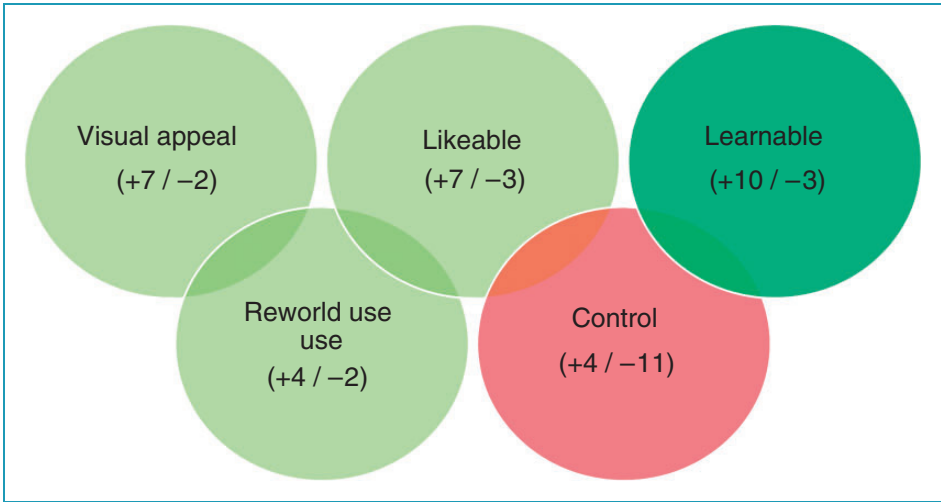 Visual appeal
(+7 / −2)
Likeable
(+7 / −3)
Learnable
(+10 / −3)
Reworld use
use
(+4 / −2)
Control
(+4 / −11)